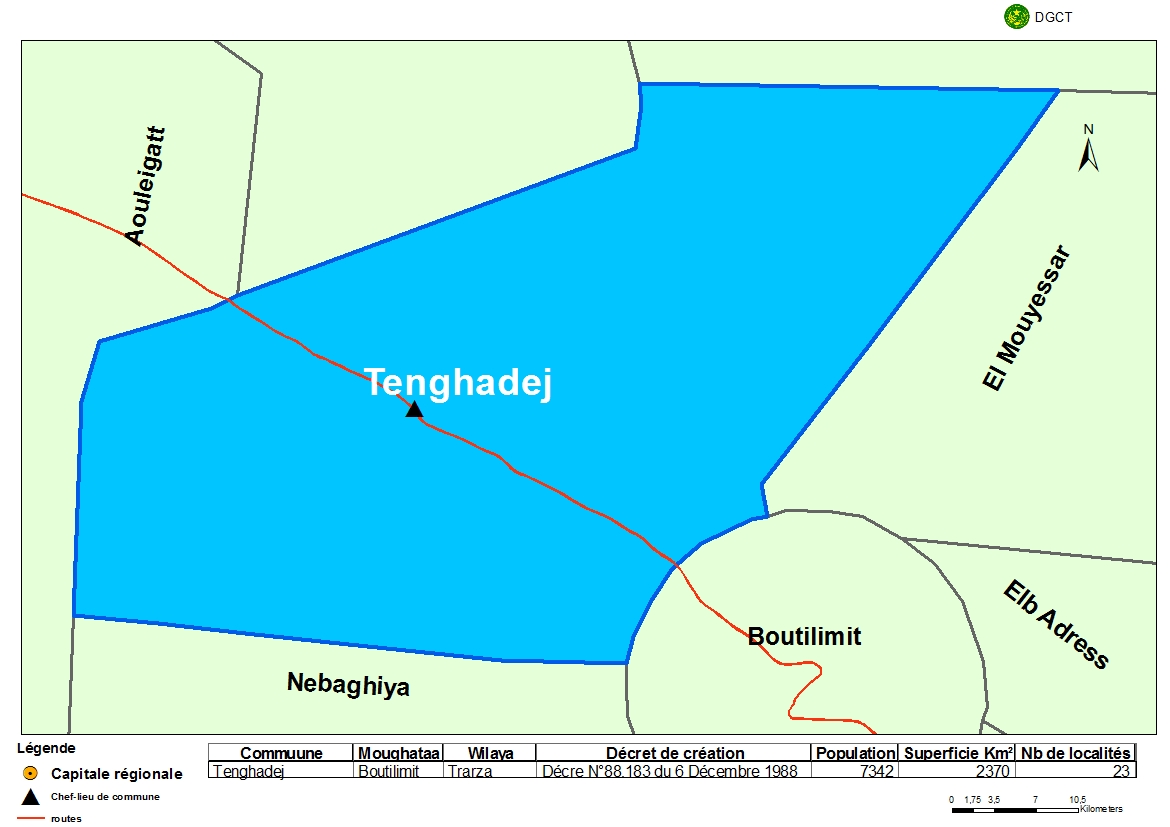 DGCT
N
Aouleigatt
Tenghadej
El Mouyessar
Elb Adress
Boutilimit
Nebaghiya
Légende
Capitale régionale
Chef-lieu de commune
routes
Commuune Moughataa Wilaya Décret de création Population Superficie Km² Nb de localités
Tenghadej Boutilimit Trarza Décre N°88.183 du 6 Décembre 1988 7342 2370 23
0 1,75 3,5 7 10,5
Kilometers